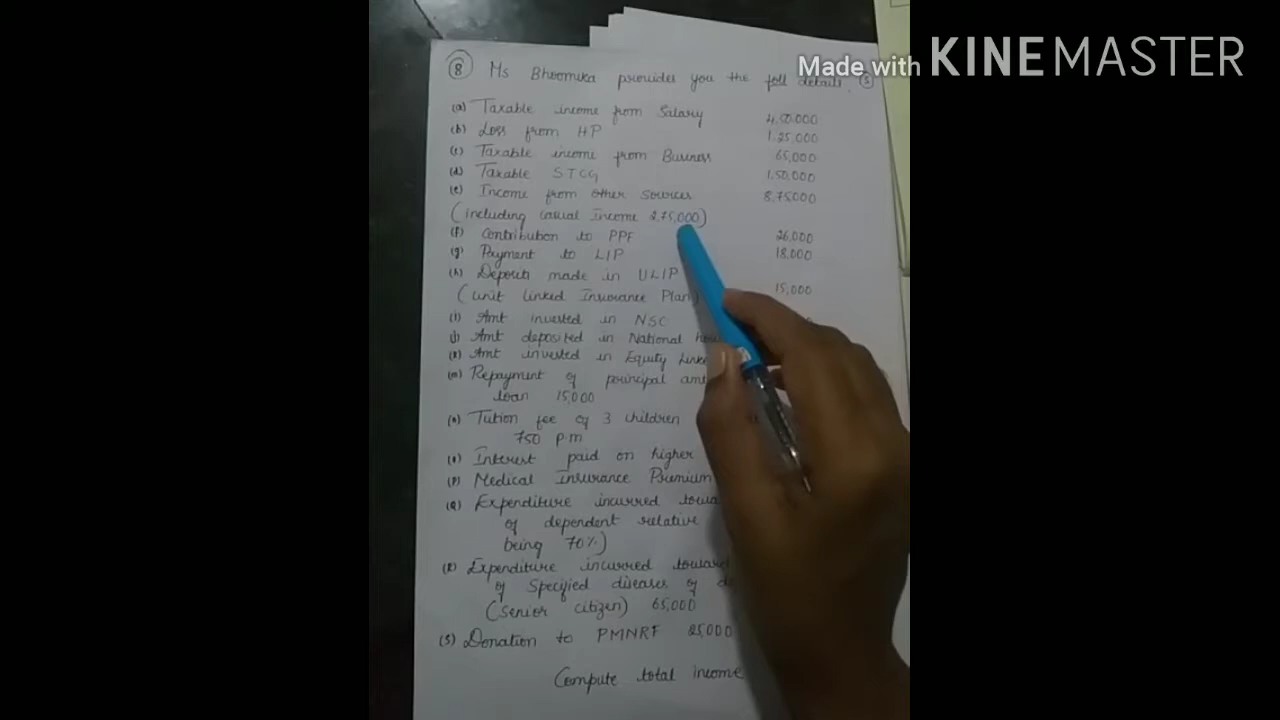 Made with KINEMASTER
(8) Ms Bhoomika provides you the foll details
(a) Taxable income from Salary 4,00,000
(b) Loss from HP 1,25,000
(c) Taxable income from Business 65,000
(d) Taxable STCG 1,50,000
(e) Income from other sources 8,75,000
(including casual Income 2,75,000)
(f) Contribution to PPF 26,000
(g) Payment to LIP 18,000
(h) Deposits made in ULIP
(unit linked Insurance Plan) 15,000
(i) Amt invested in NSC
(j) Amt deposited in National
(k) Amt invested in Equity Linke
(m) Repayment of principal amt
loan 15,000
(n) Tution fee of 3 children
750 p.m
(o) Interest paid on higher
(p) Medical Insurance Premium
(Q) Expenditure incurred
of dependent relative
being 70%)
(R) Expenditure incurred toward
of Specified diseases of
(senior citizen) 65,000
(S) Donation to PMNRF 25,000
Compute total income